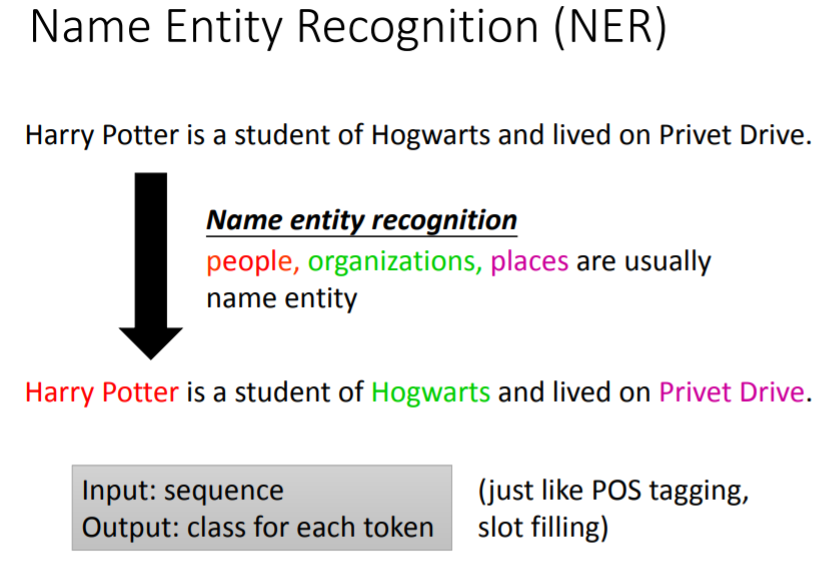 Name Entity Recognition (NER)
Harry Potter is a student of Hogwarts and lived on Privet Drive.
Name entity recognition
people, organizations, places are usually
name entity
Harry Potter is a student of Hogwarts and lived on Privet Drive.
Input: sequence
Output: class for each token
(just like POS tagging,
slot filling)